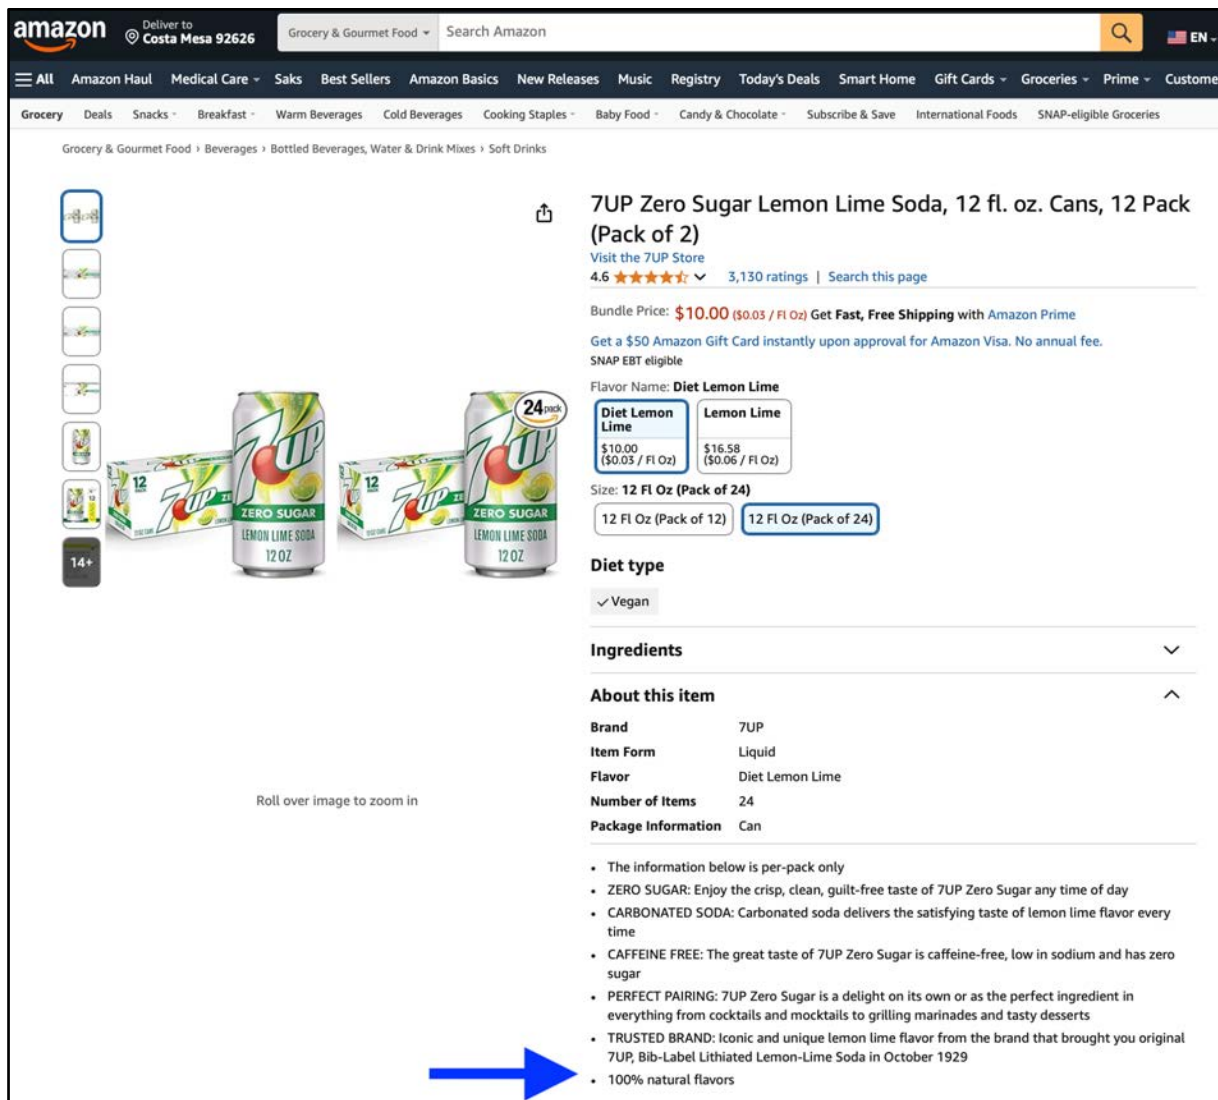 amazon
Deliver to
Costa Mesa 92626
Grocery & Gourmet Food
Search Amazon
EN
All Amazon Haul Medical Care Saks Best Sellers Amazon Basics New Releases Music Registry Today's Deals Smart Home Gift Cards Groceries Prime Custome
Grocery Deals Snacks Breakfast Warm Beverages Cold Beverages Cooking Staples Baby Food Candy & Chocolate Subscribe & Save International Foods SNAP-eligible Groceries
Grocery & Gourmet Food › Beverages › Bottled Beverages, Water & Drink Mixes › Soft Drinks
14+
24 pack
12
7UP
ZERO SUGAR
LEMON LIME SODA
12 OZ
12
7UP
ZERO SUGAR
LEMON LIME SODA
12 OZ
Roll over image to zoom in
7UP Zero Sugar Lemon Lime Soda, 12 fl. oz. Cans, 12 Pack
(Pack of 2)
Visit the 7UP Store
4.6 3,130 ratings | Search this page
Bundle Price: $10.00 ($0.03 / Fl Oz) Get Fast, Free Shipping with Amazon Prime
Get a $50 Amazon Gift Card instantly upon approval for Amazon Visa. No annual fee.
SNAP EBT eligible
Flavor Name: Diet Lemon Lime
Diet Lemon
Lime
$10.00
($0.03 / Fl Oz)
Lemon Lime
$16.58
($0.06 / Fl Oz)
Size: 12 Fl Oz (Pack of 24)
12 Fl Oz (Pack of 12) 12 Fl Oz (Pack of 24)
Diet type
Vegan
Ingredients
About this item
Brand 7UP
Item Form Liquid
Flavor Diet Lemon Lime
Number of Items 24
Package Information Can
• The information below is per-pack only
• ZERO SUGAR: Enjoy the crisp, clean, guilt-free taste of 7UP Zero Sugar any time of day
• CARBONATED SODA: Carbonated soda delivers the satisfying taste of lemon lime flavor every
time
• CAFFEINE FREE: The great taste of 7UP Zero Sugar is caffeine-free, low in sodium and has zero
sugar
• PERFECT PAIRING: 7UP Zero Sugar is a delight on its own or as the perfect ingredient in
everything from cocktails and mocktails to grilling marinades and tasty desserts
• TRUSTED BRAND: Iconic and unique lemon lime flavor from the brand that brought you original
7UP, Bib-Label Lithiated Lemon-Lime Soda in October 1929
• 100% natural flavors